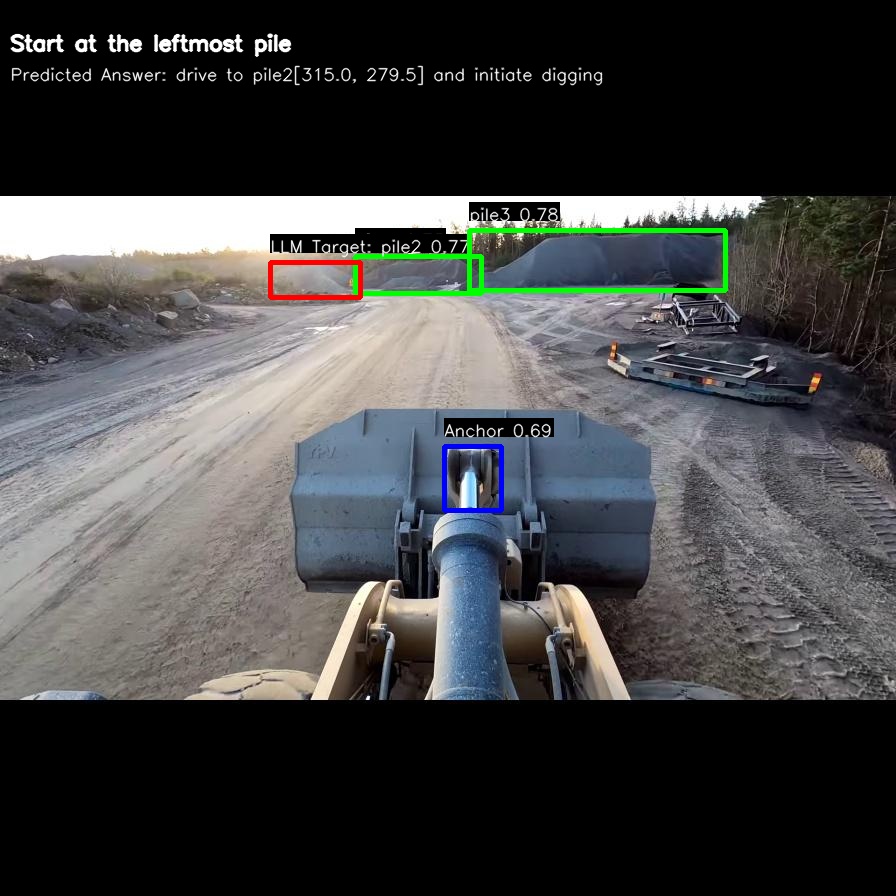 Start at the leftmost pile
Predicted Answer: drive to pile2[315.0, 279.5] and initiate digging
pile3 0.78
LLM Target: pile2 0.77
Anchor 0.69